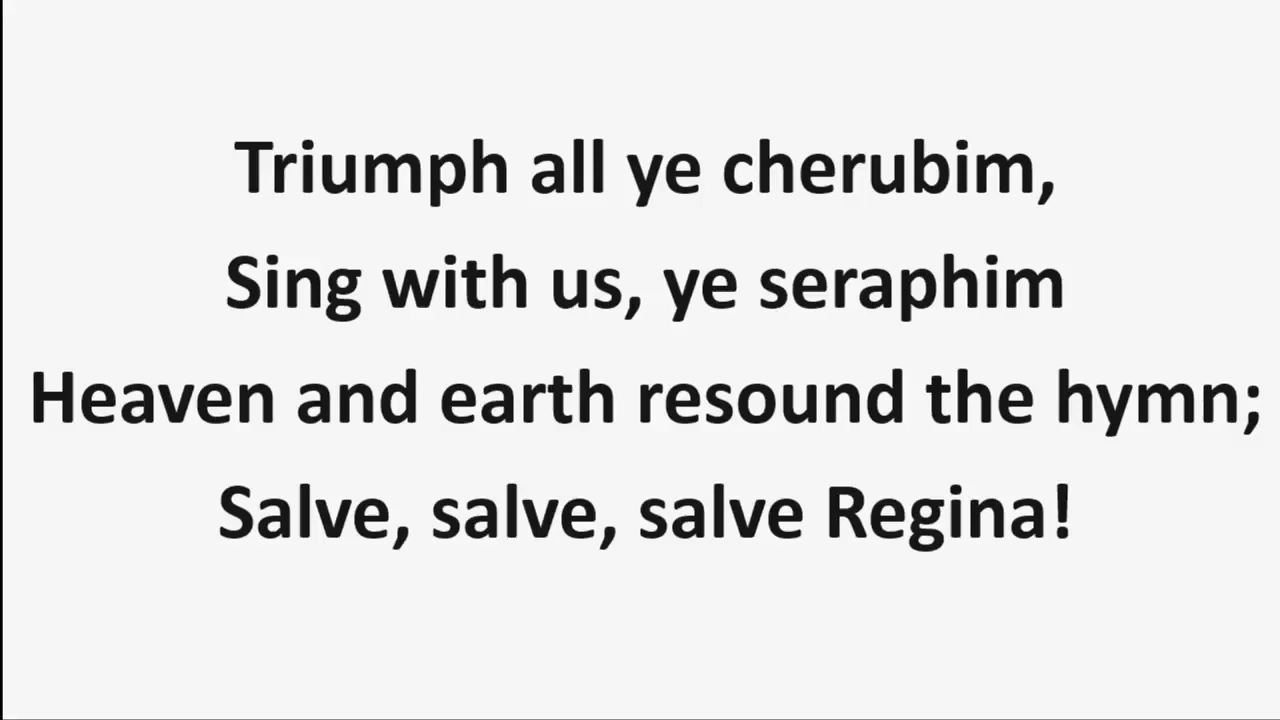 Triumph all ye cherubim,
Sing with us, ye seraphim
Heaven and earth resound the hymn;
Salve, salve, salve Regina!